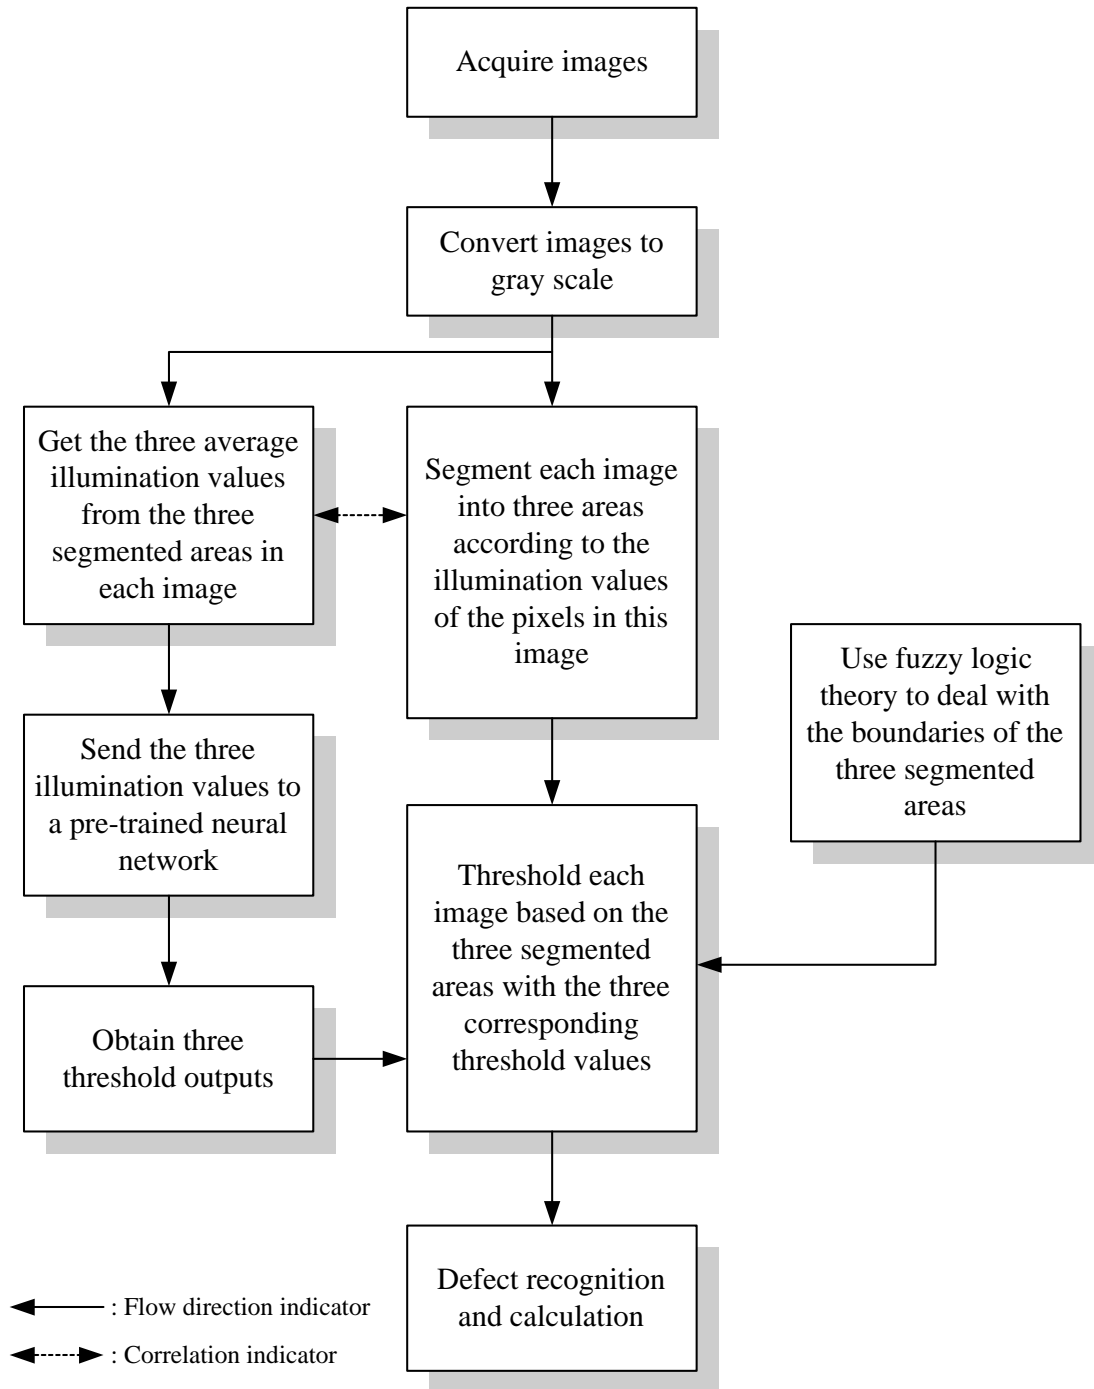 Acquire images
Convert images to
gray scale
Get the three average
illumination values
from the three
segmented areas in
each image
Segment each image
into three areas
according to the
illumination values
of the pixels in this
image
Use fuzzy logic
theory to deal with
the boundaries of the
three segmented
areas
Send the three
illumination values to
a pre-trained neural
network
Threshold each
image based on the
three segmented
areas with the three
corresponding
threshold values
Obtain three
threshold outputs
Defect recognition
and calculation
: Flow direction indicator
: Correlation indicator